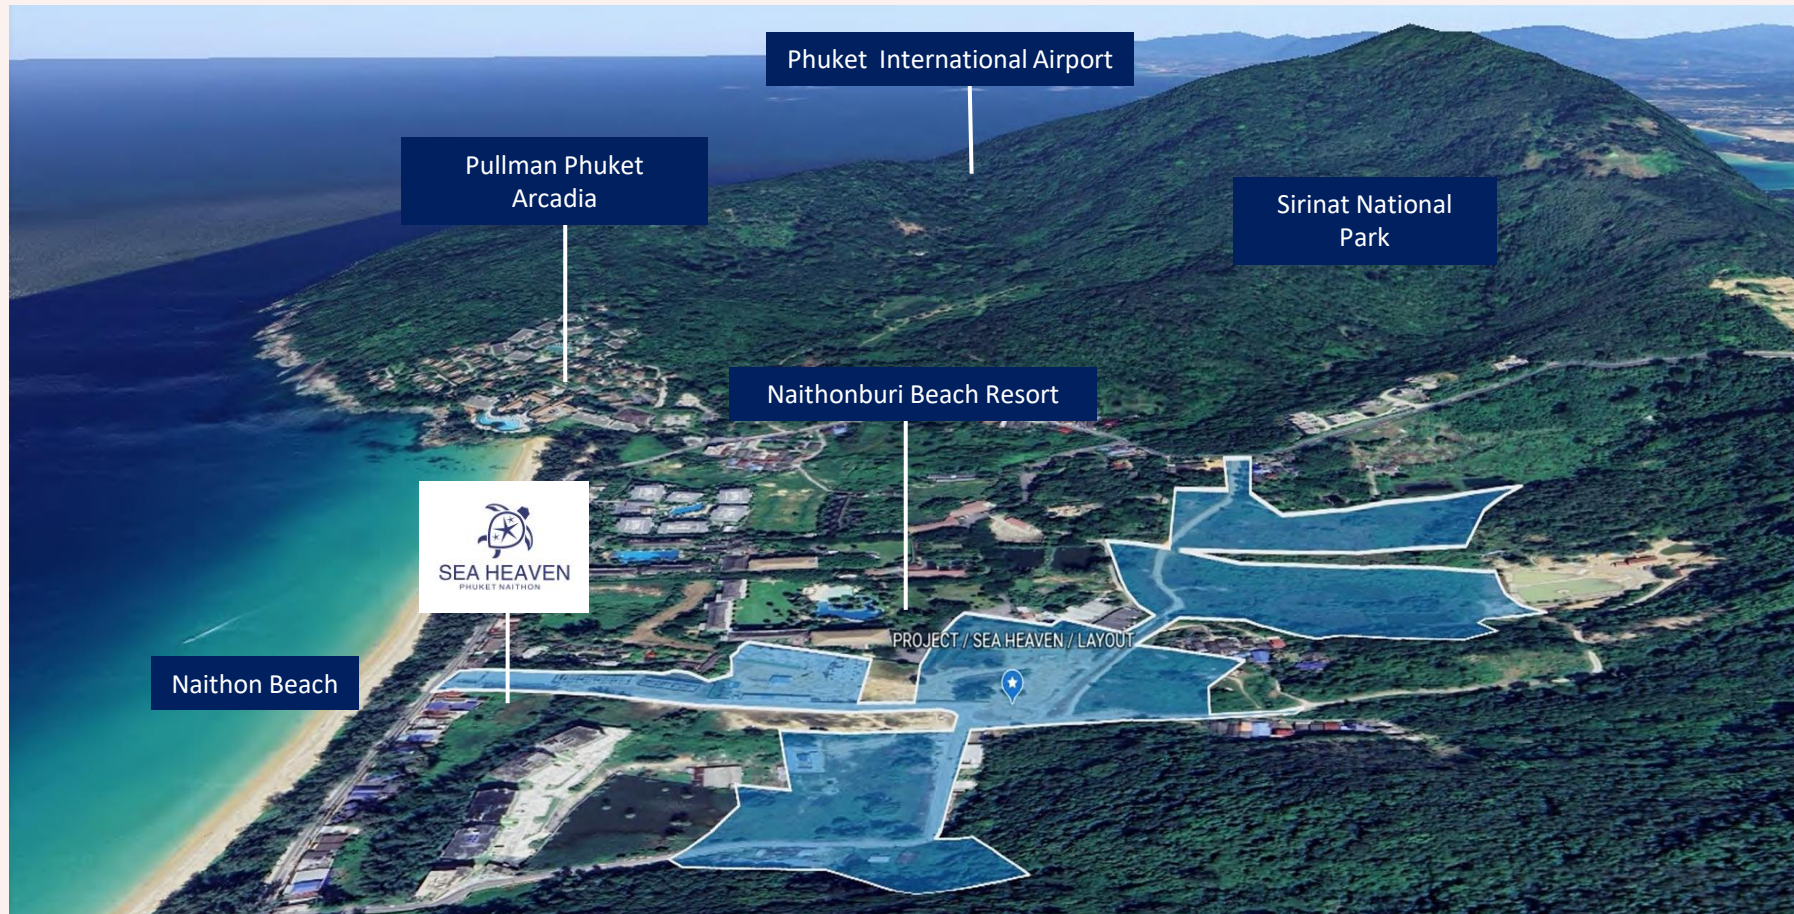 Phuket International Airport
Pullman Phuket
Arcadia
Sirinat National
Park
Naithonburi Beach Resort
SEA HEAVEN
PHUKET NAITHON
PROJECT / SEA HEAVEN / LAYOUT
Naithon Beach